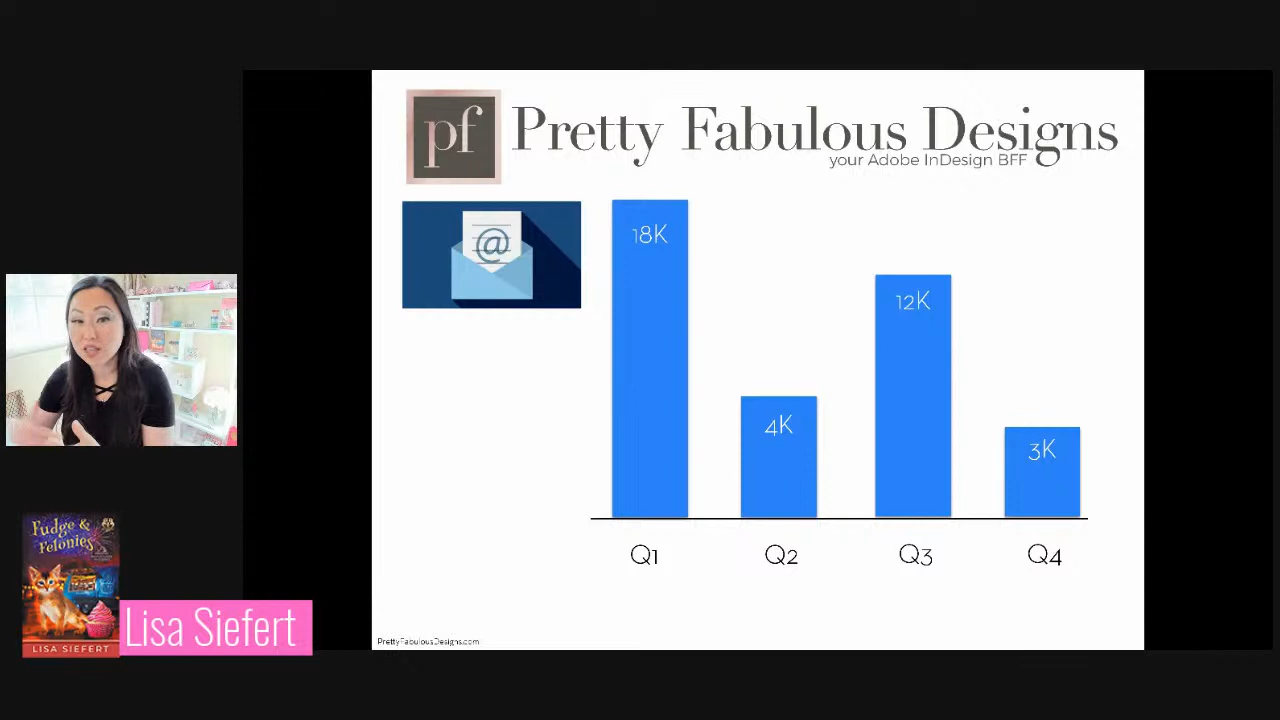 pf
Pretty Fabulous Designs
your Adobe InDesign BFF
@
18K
12K
4K
3K
Q1 Q2 Q3 Q4
Fudge &
Felonies
LISA SIEFERT
Lisa Siefert
PrettyFabulousDesigns.com